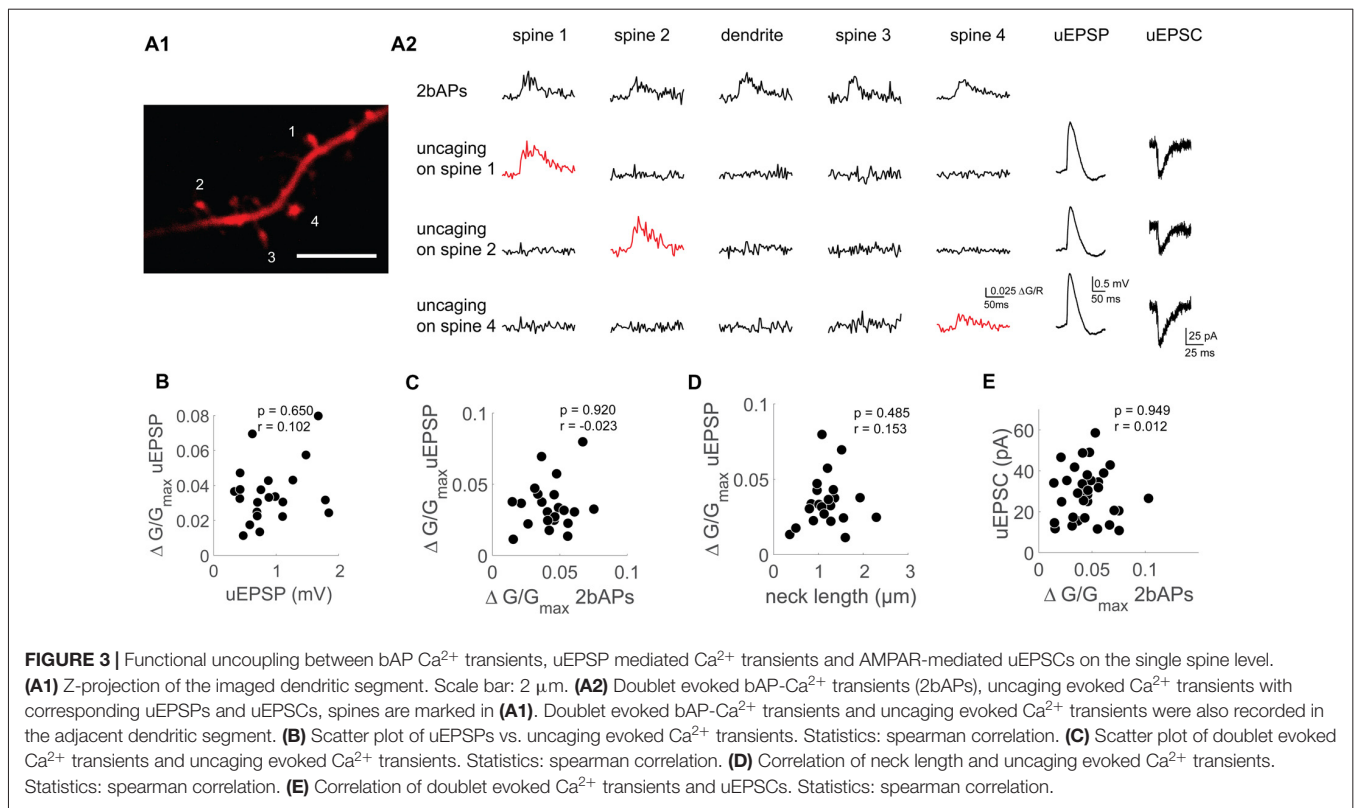 A1
A2
spine 1 spine 2 dendrite spine 3 spine 4 uEPSP uEPSC
2bAPs
1
2
3
4
uncaging
on spine 1
uncaging
on spine 2
uncaging
on spine 4
0.025 ΔG/R
50ms
0.5 mV
50 ms
25 pA
25 ms
B
p = 0.650
r = 0.102
Δ G/Gmax uEPSP
0.08
0.06
0.04
0.02
0
0 1 2
uEPSP (mV)
C
p = 0.920
r = -0.023
Δ G/Gmax uEPSP
0.1
0.05
0
0 0.05 0.1
Δ G/Gmax 2bAPs
D
p = 0.485
r = 0.153
Δ G/Gmax uEPSP
0.1
0.05
0
0 1 2 3
neck length (μm)
E
p = 0.949
r = 0.012
uEPSC (pA)
60
40
20
0
0 0.05 0.1
Δ G/Gmax 2bAPs
FIGURE 3 | Functional uncoupling between bAP Ca²⁺ transients, uEPSP mediated Ca²⁺ transients and AMPAR-mediated uEPSCs on the single spine level.
(A1) Z-projection of the imaged dendritic segment. Scale bar: 2 μm. (A2) Doublet evoked bAP-Ca²⁺ transients (2bAPs), uncaging evoked Ca²⁺ transients with
corresponding uEPSPs and uEPSCs, spines are marked in (A1). Doublet evoked bAP-Ca²⁺ transients and uncaging evoked Ca²⁺ transients were also recorded in
the adjacent dendritic segment. (B) Scatter plot of uEPSPs vs. uncaging evoked Ca²⁺ transients. Statistics: spearman correlation. (C) Scatter plot of doublet evoked
Ca²⁺ transients and uncaging evoked Ca²⁺ transients. Statistics: spearman correlation. (D) Correlation of neck length and uncaging evoked Ca²⁺ transients.
Statistics: spearman correlation. (E) Correlation of doublet evoked Ca²⁺ transients and uEPSCs. Statistics: spearman correlation.